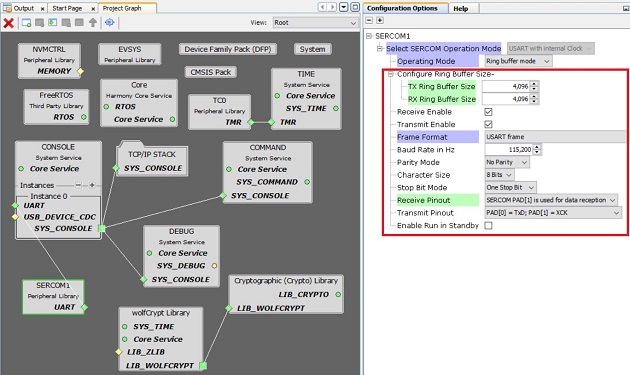 Output
Start Page
Project Graph
View: Root
NVMCTRL
Peripheral Library
MEMORY
EVSYS
Peripheral Library
Device Family Pack (DFP)
System
CMSIS Pack
FreeRTOS
Third Party Library
RTOS
Core
Harmony Core Service
RTOS
Core Service
TC0
Peripheral Library
TMR
TIME
System Service
Core Service
SYS_TIME
TMR
CONSOLE
System Service
Core Service
Instances
Instance 0
UART
USB_DEVICE_CDC
SYS_CONSOLE
TCP/IP STACK
SYS_CONSOLE
COMMAND
System Service
Core Service
SYS_COMMAND
SYS_CONSOLE
DEBUG
System Service
Core Service
SYS_DEBUG
SYS_CONSOLE
SERCOM1
Peripheral Library
UART
Cryptographic (Crypto) Library
LIB_CRYPTO
LIB_WOLFCRYPT
wolfCrypt Library
SYS_TIME
Core Service
LIB_ZLIB
LIB_WOLFCRYPT
Configuration Options
Help
SERCOM1
Select SERCOM Operation Mode USART with internal Clock
Operating Mode Ring buffer mode
Configure Ring Buffer Size-
TX Ring Buffer Size 4,096
RX Ring Buffer Size 4,096
Receive Enable
Transmit Enable
Frame Format USART frame
Baud Rate in Hz 115,200
Parity Mode No Parity
Character Size 8 Bits
Stop Bit Mode One Stop Bit
Receive Pinout SERCOM PAD[1] is used for data reception
Transmit Pinout PAD[0] = TxD; PAD[1] = XCK
Enable Run in Standby